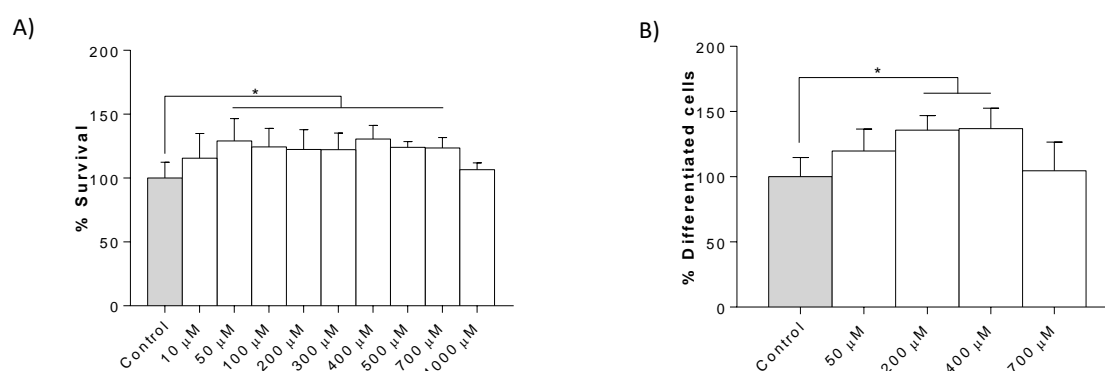 A)
200
150
100
50
0
% Survival
*
Control
10 µM
50 µM
100 µM
200 µM
300 µM
400 µM
500 µM
700 µM
1000 µM
B)
200
150
100
50
0
% Differentiated cells
*
Control
50 µM
200 µM
400 µM
700 µM